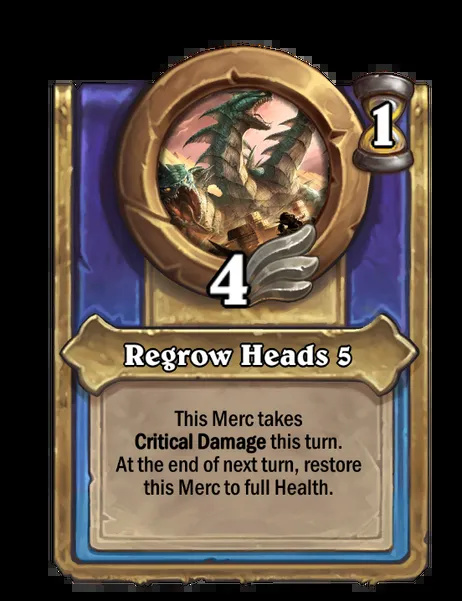 1
4
Regrow Heads 5
This Merc takes
Critical Damage this turn.
At the end of next turn, restore
this Merc to full Health.